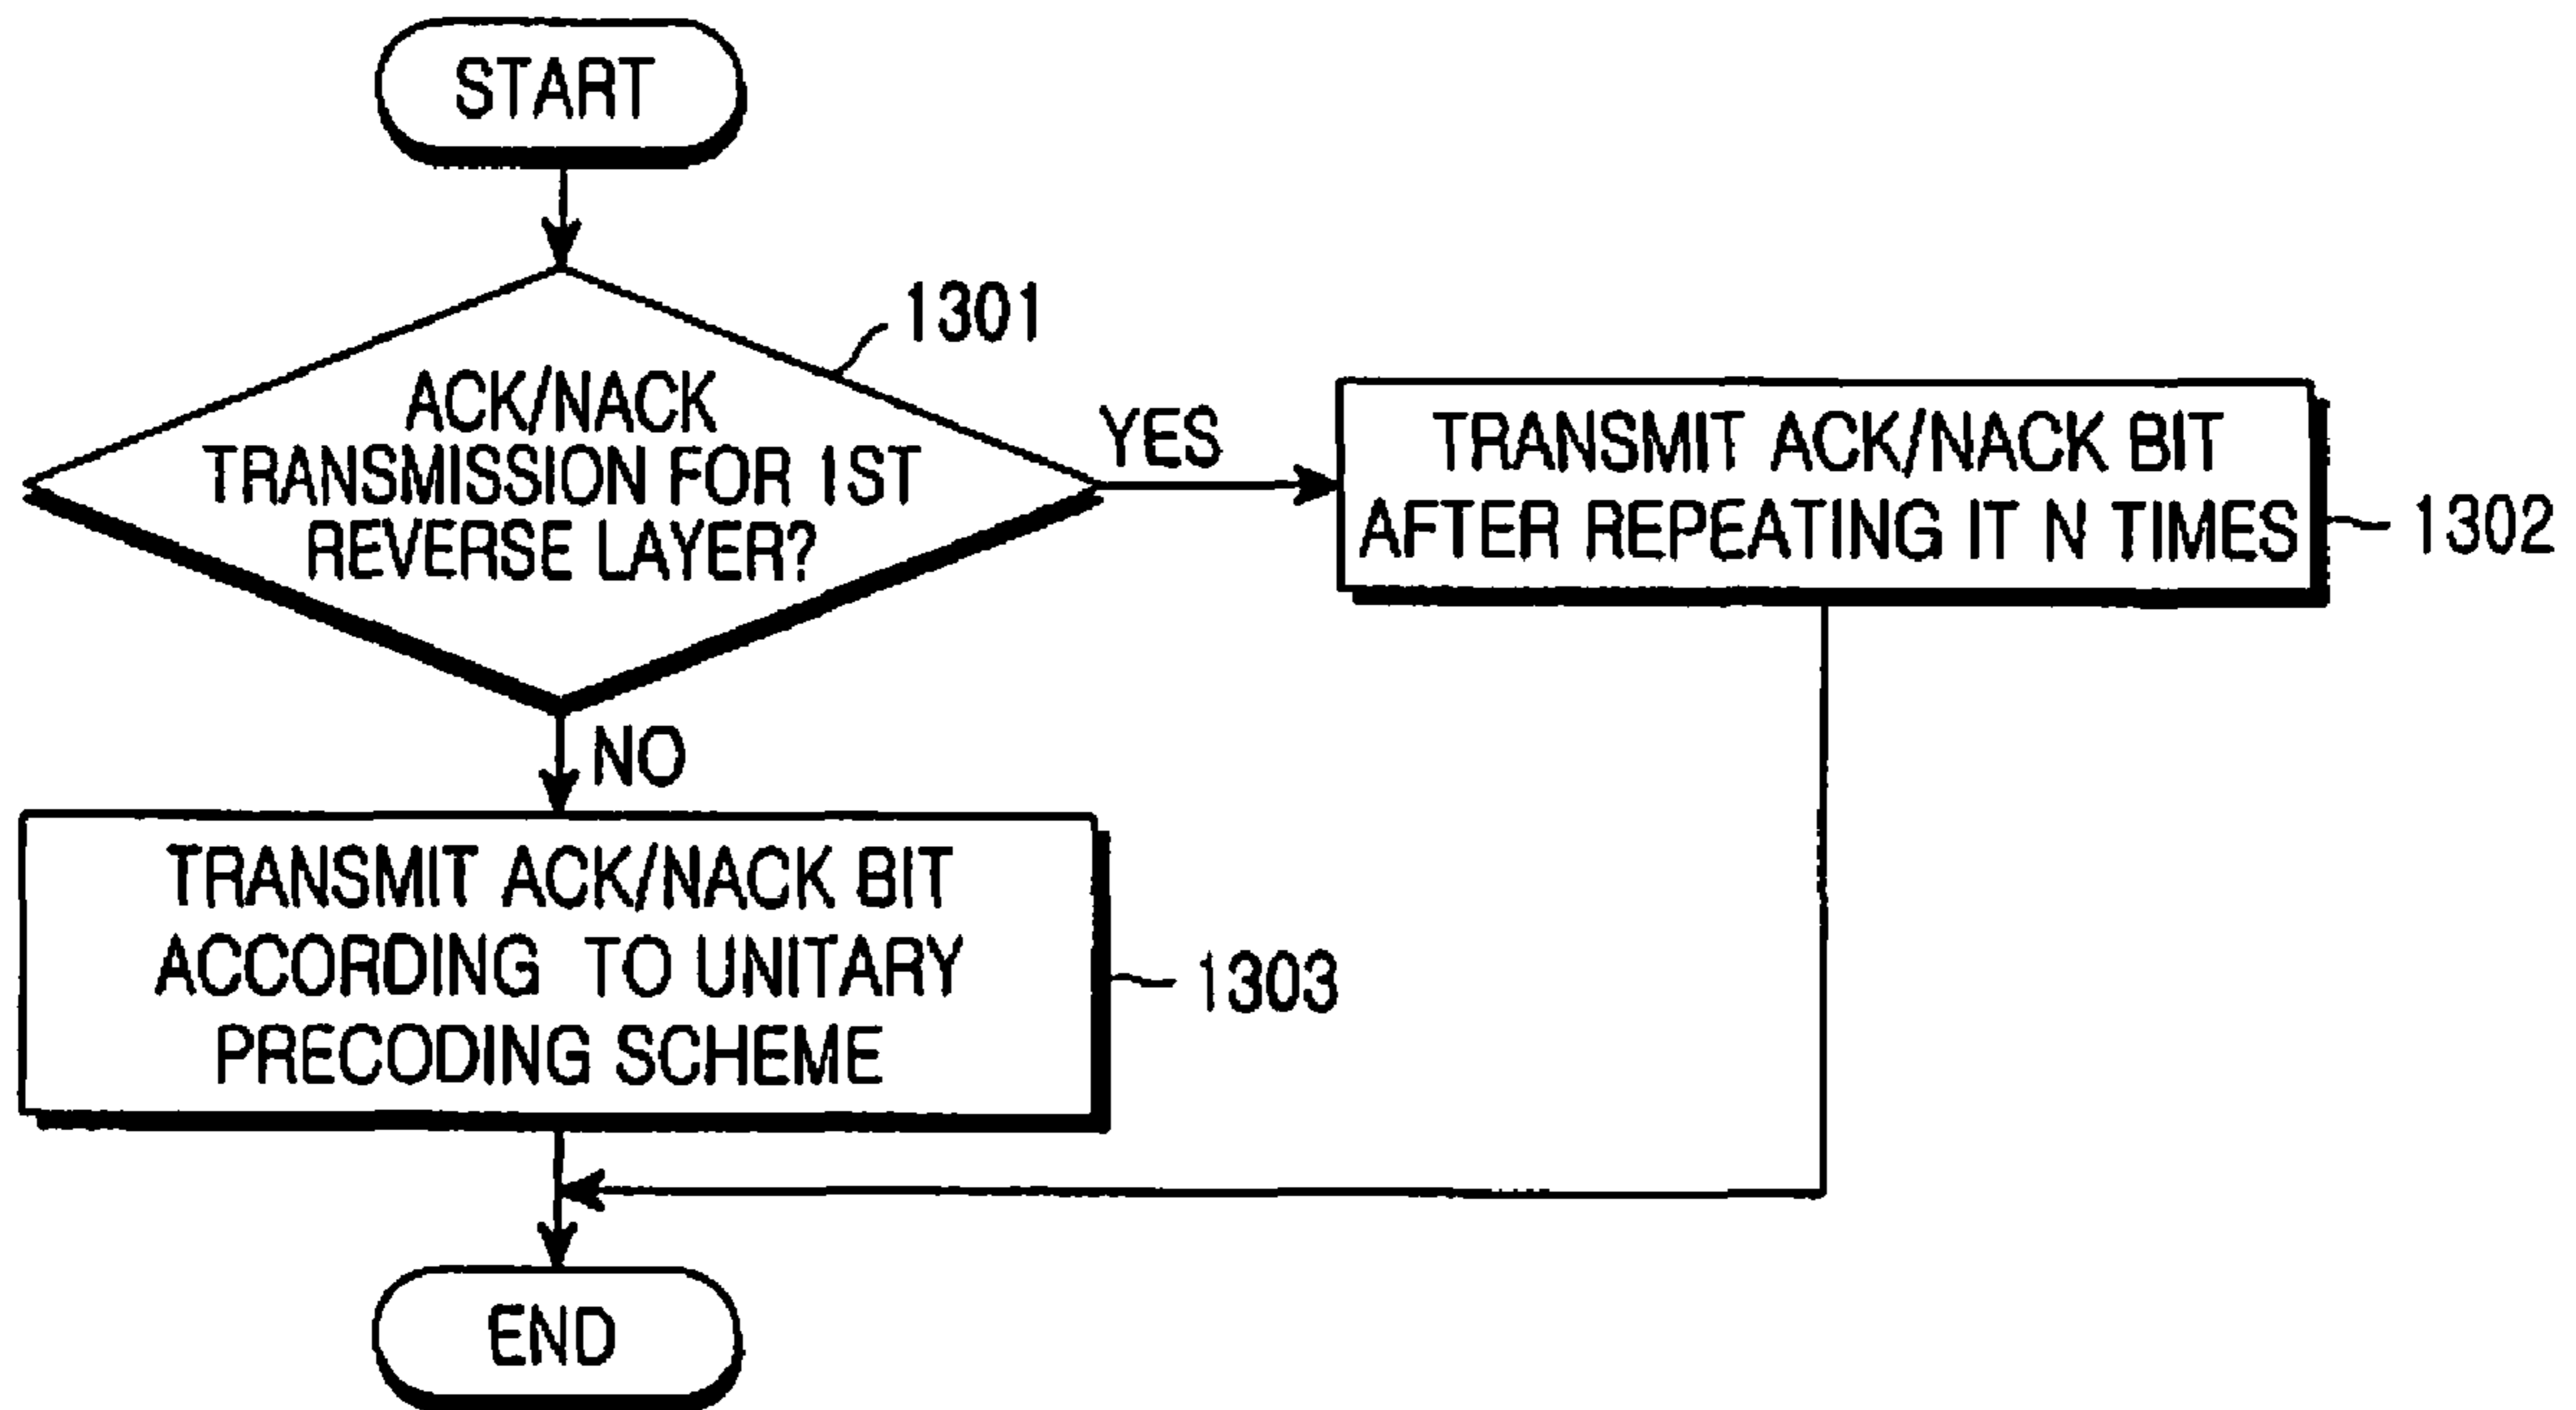 START
1301
ACK/NACK
TRANSMISSION FOR 1ST
REVERSE LAYER?
YES
TRANSMIT ACK/NACK BIT
AFTER REPEATING IT N TIMES
1302
NO
TRANSMIT ACK/NACK BIT
ACCORDING TO UNITARY
PRECODING SCHEME
1303
END